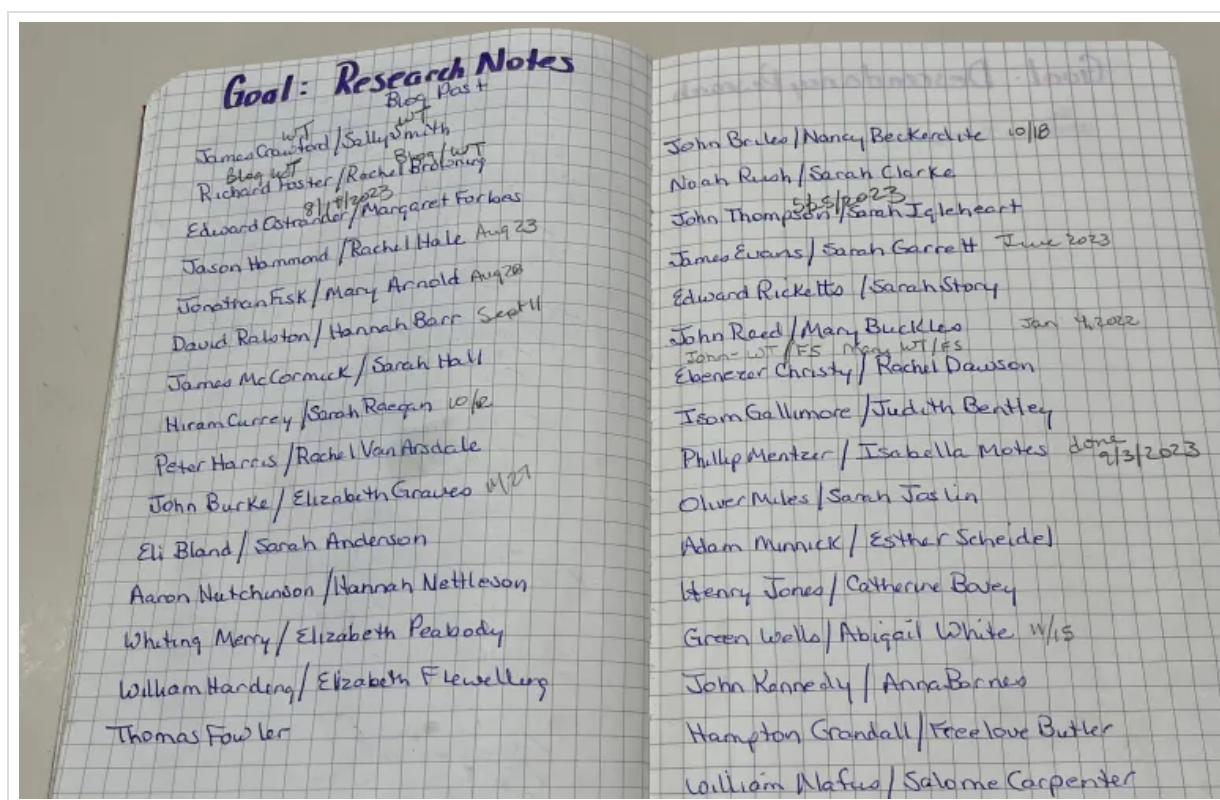 Goal: Research Notes
Blog Post
WT WT
James Crawford/Sally Smith
Blog WT Blog/WT
Richard Foster/Rachel Browning
8/1/2023
Edward Ostrander/Margaret Forbes
Jason Hammond/Rachel Hale Aug 23
Jonathan Fisk/Mary Arnold Aug 28
David Ralston/Hannah Barr Sept 11
James McCormick/Sarah Hall
Hiram Currey/Sarah Reegan 10/2
Peter Harris/Rachel Van Arsdale
John Burke/Elizabeth Graves 11/27
Eli Bland/Sarah Anderson
Aaron Hutchinson/Hannah Nettleson
Whiting Merry/Elizabeth Peabody
William Harding/Elizabeth Flewelling
Thomas Fowler
John Briles/Nancy Beckerdite 10/18
Noah Rush/Sarah Clarke
2023
John Thompson/Sarah Igleheart
James Evans/Sarah Garrett June 2023
Edward Ricketts/Sarah Story
John Reed/Mary Buckles Jan 4, 2022
John-WT/FS Mary WT/FS
Ebenezer Christy/Rachel Dawson
Isom Gallimore/Judith Bentley
Phillip Mentzer/Isabella Motes done
9/3/2023
Oliver Miles/Sarah Joslin
Adam Minnick/Esther Scheidel
Henry Jones/Catherine Bovey
Green Wells/Abigail White 11/15
John Kennedy/Anna Barnes
Hampton Crandall/Freelove Butler
William Nafus/Salome Carpenter